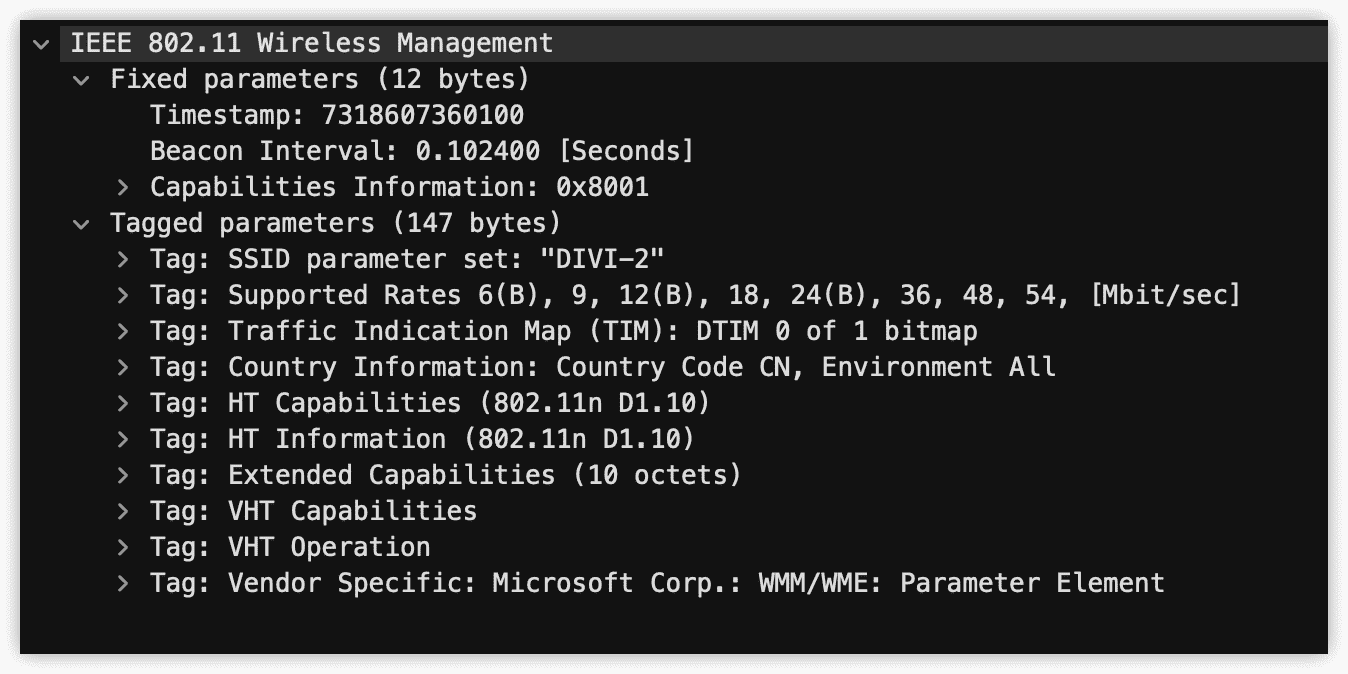 IEEE 802.11 Wireless Management
Fixed parameters (12 bytes)
Timestamp: 7318607360100
Beacon Interval: 0.102400 [Seconds]
Capabilities Information: 0x8001
Tagged parameters (147 bytes)
Tag: SSID parameter set: "DIVI-2"
Tag: Supported Rates 6(B), 9, 12(B), 18, 24(B), 36, 48, 54, [Mbit/sec]
Tag: Traffic Indication Map (TIM): DTIM 0 of 1 bitmap
Tag: Country Information: Country Code CN, Environment All
Tag: HT Capabilities (802.11n D1.10)
Tag: HT Information (802.11n D1.10)
Tag: Extended Capabilities (10 octets)
Tag: VHT Capabilities
Tag: VHT Operation
Tag: Vendor Specific: Microsoft Corp.: WMM/WME: Parameter Element